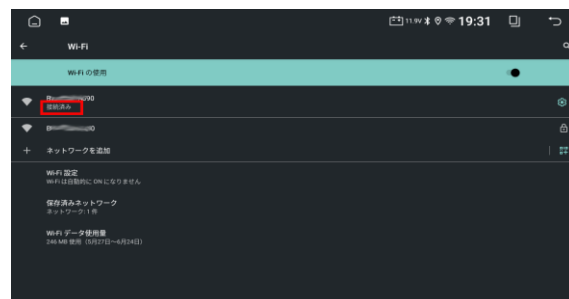 11.9V 19:31
Wi-Fi
Wi-Fi の使用
接続済み
ネットワークを追加
Wi-Fi 設定
Wi-Fi は自動的に ON になりません
保存済みネットワーク
ネットワーク: 1 件
Wi-Fi データ使用量
246 MB 使用（5月27日～6月24日）